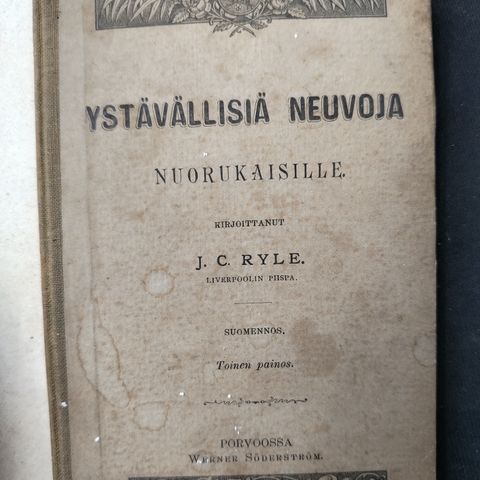 YSTÄVÄLLISIÄ NEUVOJA
NUORUKAISILLE.
KIRJOITTANUT
J. C. RYLE.
LIVERPOOLIN PIISPA.
SUOMENNOS.
Toinen painos.
PORVOOSSA
WERNER SÖDERSTRÖM.